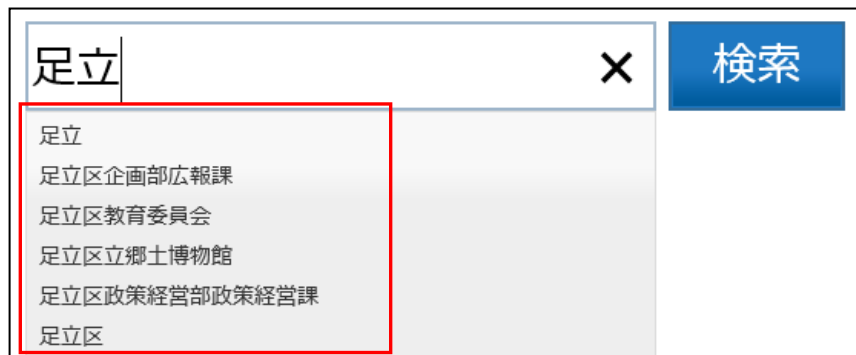 足立 × 検索
足立
足立区企画部広報課
足立区教育委員会
足立区立郷土博物館
足立区政策経営部政策経営課
足立区